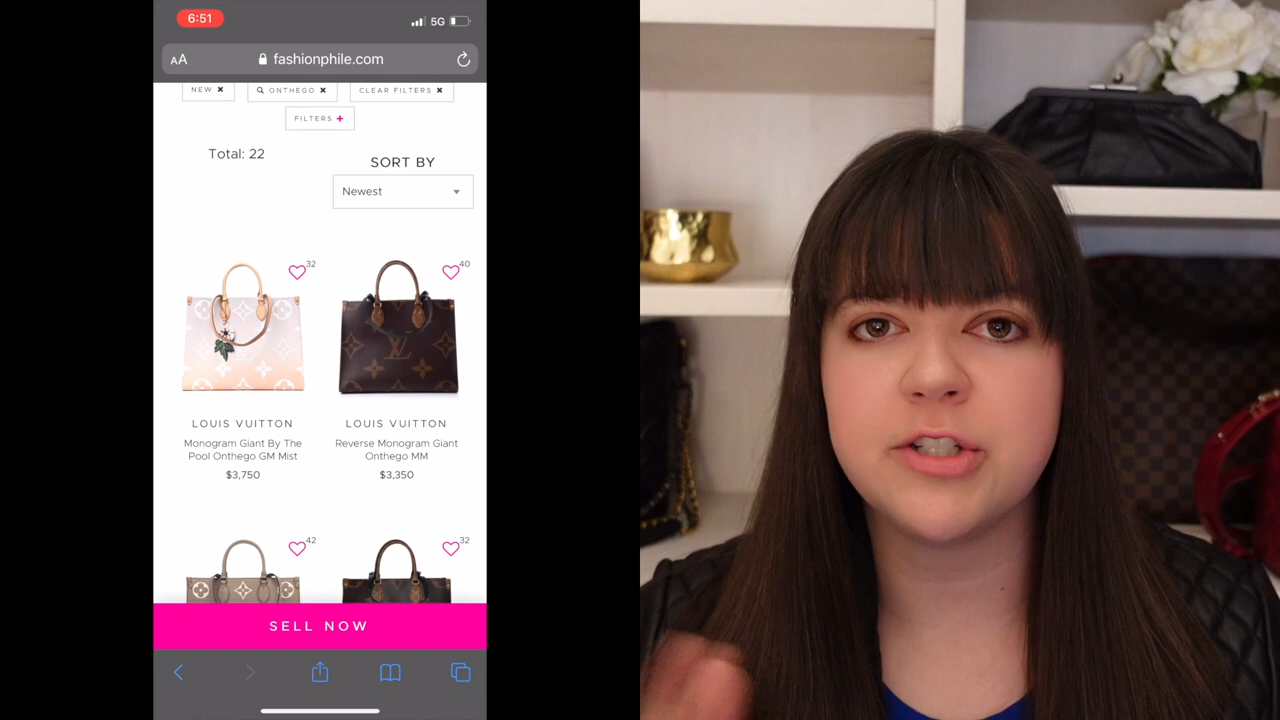 6:51
5G
AA
fashionphile.com
NEW ✖
ONTHEGO ✖
CLEAR FILTERS ✖
FILTERS +
Total: 22
SORT BY
Newest
32
40
LOUIS VUITTON
Monogram Giant By The
Pool Onthego GM Mist
$3,750
LOUIS VUITTON
Reverse Monogram Giant
Onthego MM
$3,350
42
32
SELL NOW